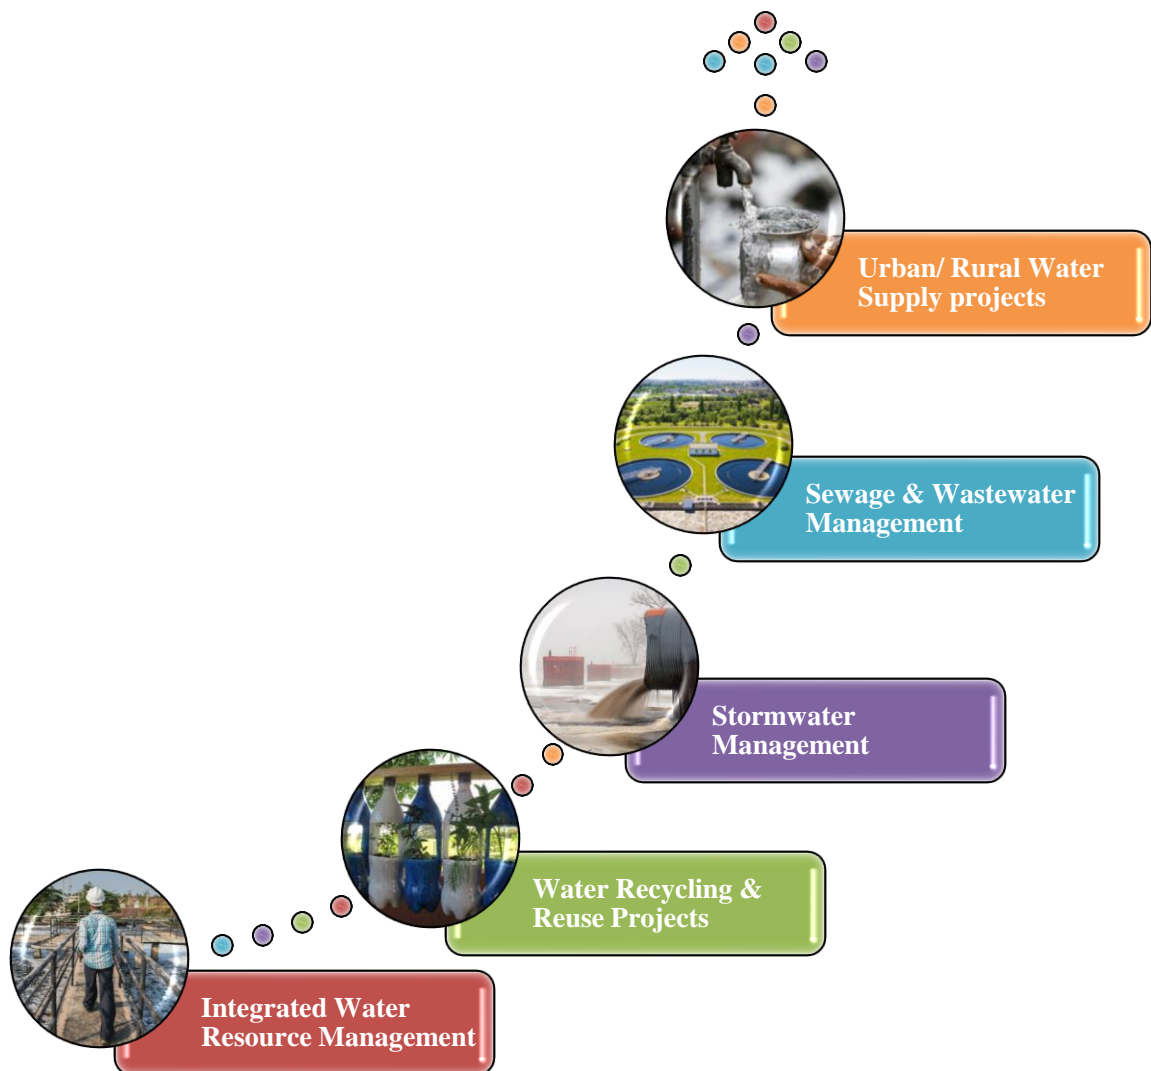 Urban/ Rural Water
Supply projects
Sewage & Wastewater
Management
Stormwater
Management
Water Recycling &
Reuse Projects
Integrated Water
Resource Management